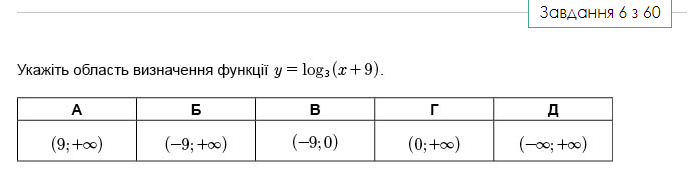 Завдання 6 з 60
Укажіть область визначення функції y = log₃(x + 9).
А Б В Г Д
(9; +∞) (−9; +∞) (−9; 0) (0; +∞) (−∞; +∞)